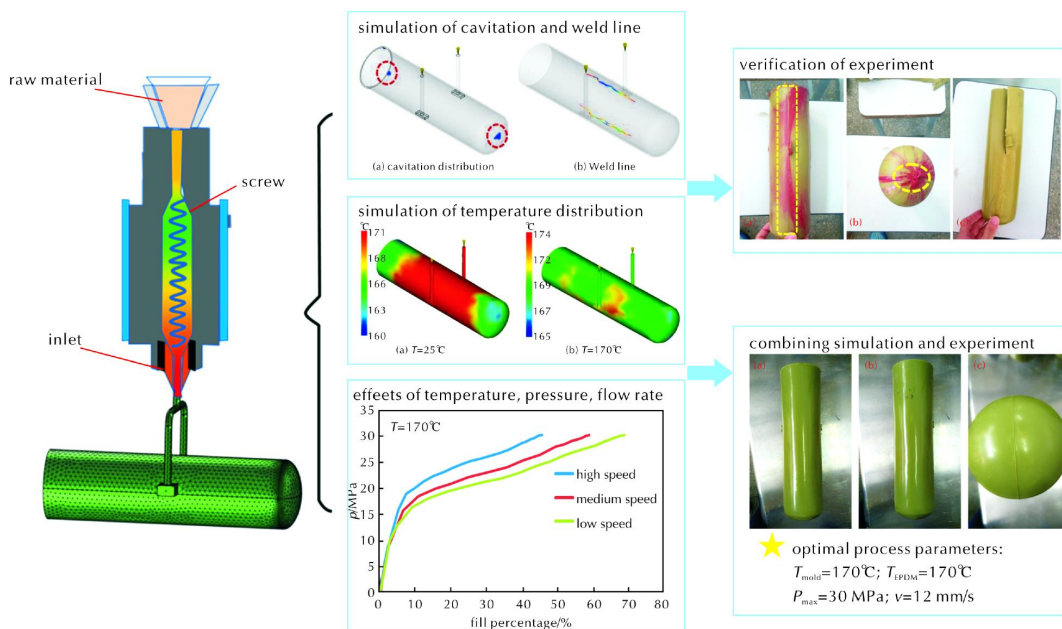 raw material
screw
inlet
simulation of cavitation and weld line
(a) cavitation distribution
(b) Weld line
simulation of temperature distribution
℃
171
168
166
163
160
(a) T=25℃
℃
174
172
169
167
165
(b) T=170℃
effects of temperature, pressure, flow rate
T=170℃
p/MPa
35
30
25
20
15
10
5
0
high speed
medium speed
low speed
0 10 20 30 40 50 60 70 80
fill percentage/%
verification of experiment
(b)
combining simulation and experiment
(a)
(b)
(c)
optimal process parameters:
Tmold=170℃; TEPDM=170℃
Pmax=30 MPa; v=12 mm/s